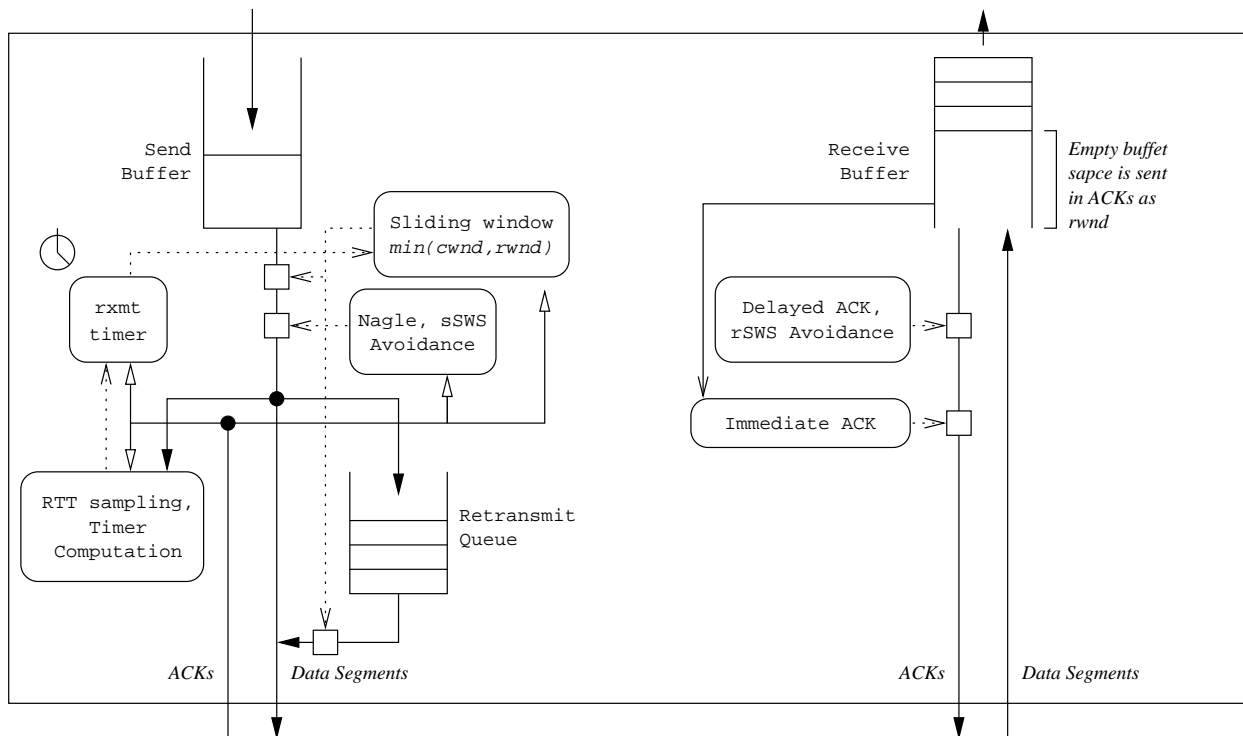 Send
Buffer
Sliding window
min(cwnd,rwnd)
rxmt
timer
Nagle, sSWS
Avoidance
RTT sampling,
Timer
Computation
Retransmit
Queue
ACKs
Data Segments
Receive
Buffer
Empty buffet
sapce is sent
in ACKs as
rwnd
Delayed ACK,
rSWS Avoidance
Immediate ACK
ACKs
Data Segments